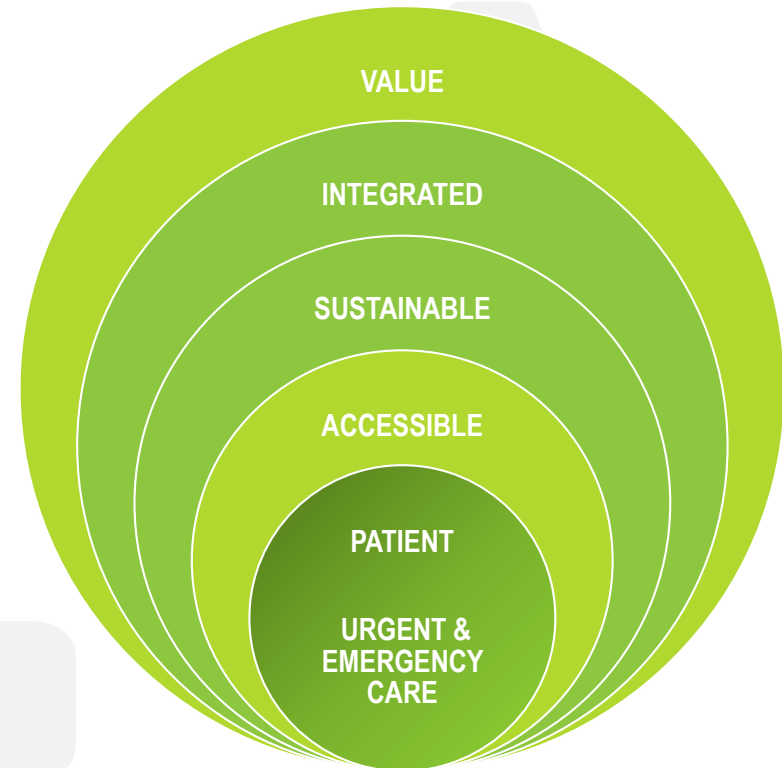 VALUE
INTEGRATED
SUSTAINABLE
ACCESSIBLE
PATIENT
URGENT &
EMERGENCY
CARE